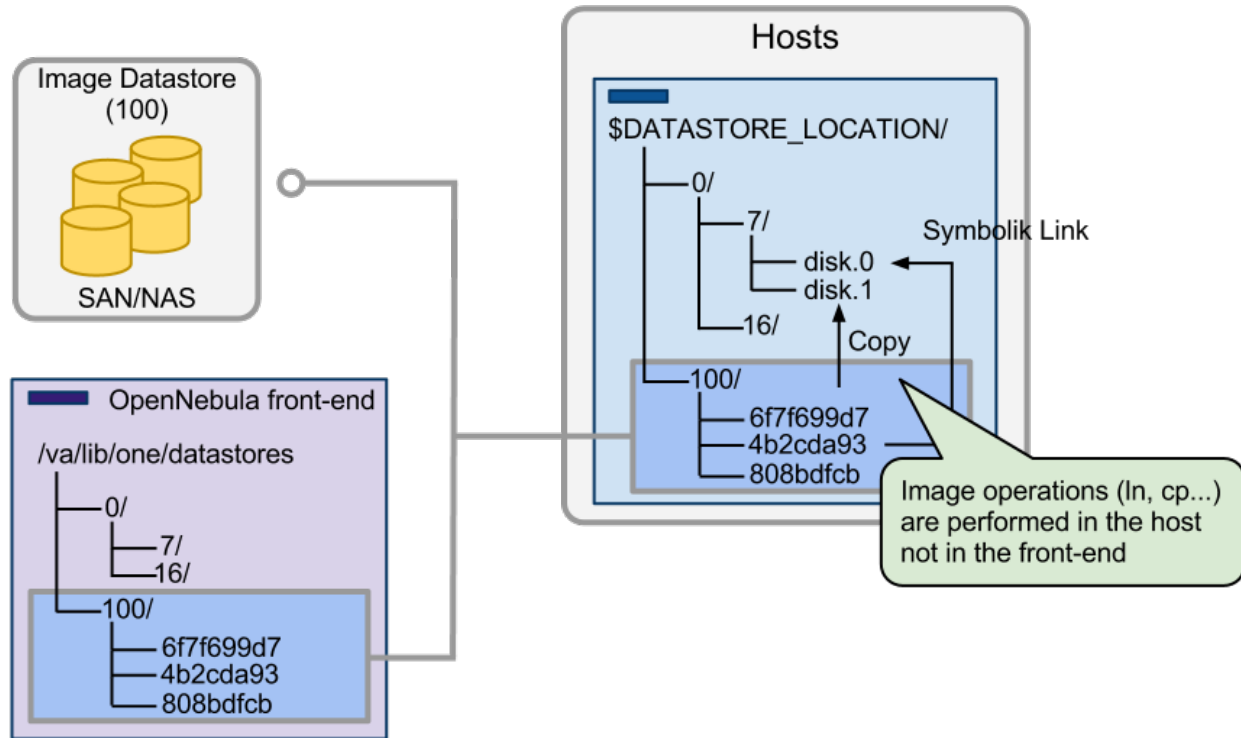 Image Datastore
(100)
SAN/NAS
OpenNebula front-end
/va/lib/one/datastores
0/
7/
16/
100/
6f7f699d7
4b2cda93
808bdfcb
Hosts
$DATASTORE_LOCATION/
0/
7/
disk.0
disk.1
16/
Symbolik Link
Copy
100/
6f7f699d7
4b2cda93
808bdfcb
Image operations (ln, cp...)
are performed in the host
not in the front-end